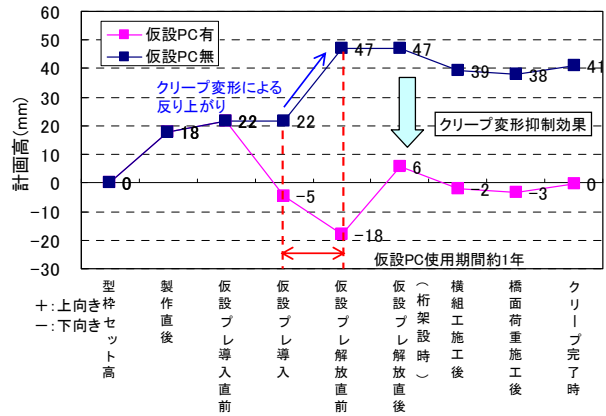 計画高(mm)
60
50
40
30
20
10
0
-10
-20
-30
仮設PC有
仮設PC無
クリープ変形による
反り上がり
クリープ変形抑制効果
仮設PC使用期間約1年
0
18
22
22
47
47
39
38
41
-5
-18
6
-2
-3
0
+:上向き
-:下向き
型枠セット高
製作直後
仮設プレ導入直前
仮設プレ導入
仮設プレ解放直前
仮設プレ解放直後
(桁架設時)
横組工施工後
橋面荷重施工後
クリープ完了時